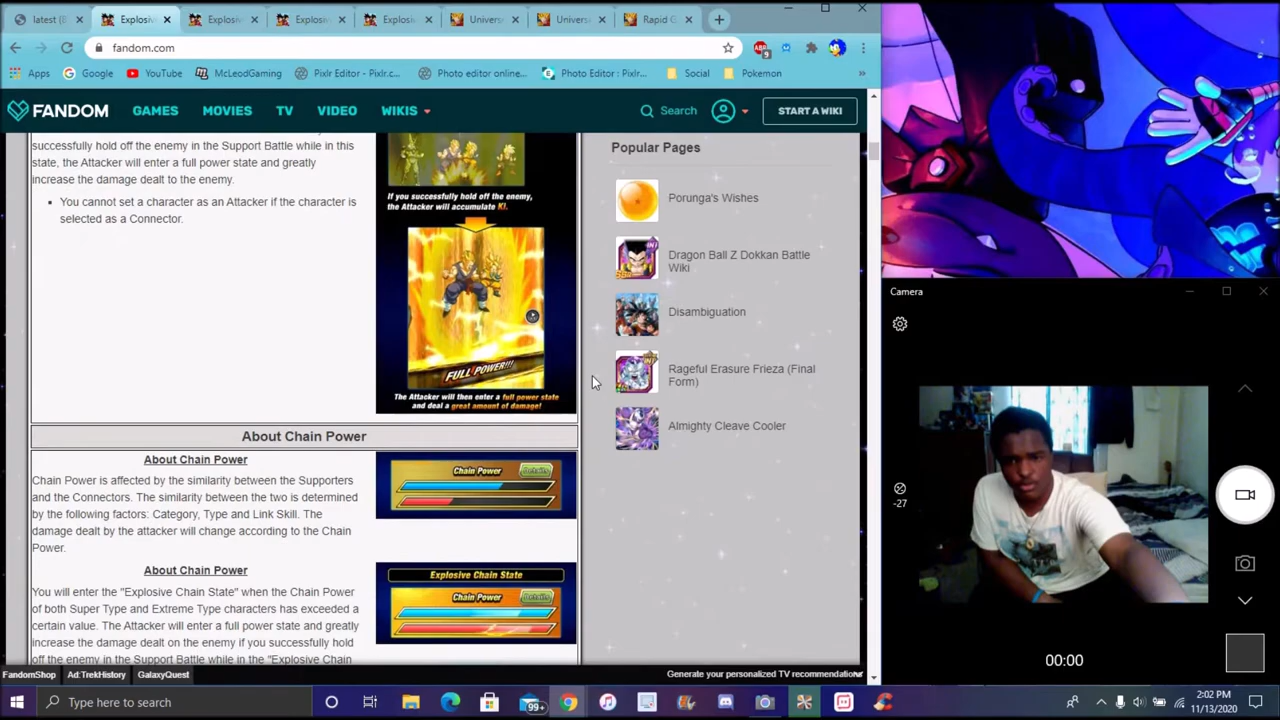 latest (E
Explosiv
Explosiv
Explosiv
Explosiv
Univers
Univers
Rapid G
fandom.com
ABP
9
Apps
Google
YouTube
McLeodGaming
Pixlr Editor - Pixlr.c...
Photo editor online...
Photo Editor : Pixlr...
Social
Pokemon
FANDOM
GAMES
MOVIES
TV
VIDEO
WIKIS
Search
START A WIKI
successfully hold off the enemy in the Support Battle while in this
state, the Attacker will enter a full power state and greatly
increase the damage dealt to the enemy.
You cannot set a character as an Attacker if the character is
selected as a Connector.
If you successfully hold off the enemy,
the Attacker will accumulate Ki.
FULL POWER!!!
The Attacker will then enter a full power state
and deal a great amount of damage!
Popular Pages
Porunga's Wishes
Dragon Ball Z Dokkan Battle
Wiki
Disambiguation
Rageful Erasure Frieza (Final
Form)
Almighty Cleave Cooler
About Chain Power
About Chain Power
Chain Power is affected by the similarity between the Supporters
and the Connectors. The similarity between the two is determined
by the following factors: Category, Type and Link Skill. The
damage dealt by the attacker will change according to the Chain
Power.
Chain Power
Details
About Chain Power
You will enter the "Explosive Chain State" when the Chain Power
of both Super Type and Extreme Type characters has exceeded a
certain value. The Attacker will enter a full power state and greatly
increase the damage dealt on the enemy if you successfully hold
off the enemy in the Support Battle while in the "Explosive Chain
Explosive Chain State
Chain Power
Details
FandomShop
Ad:TrekHistory
GalaxyQuest
Generate your personalized TV recommendation
Camera
-27
00:00
Type here to search
99+
2:02 PM
11/13/2020